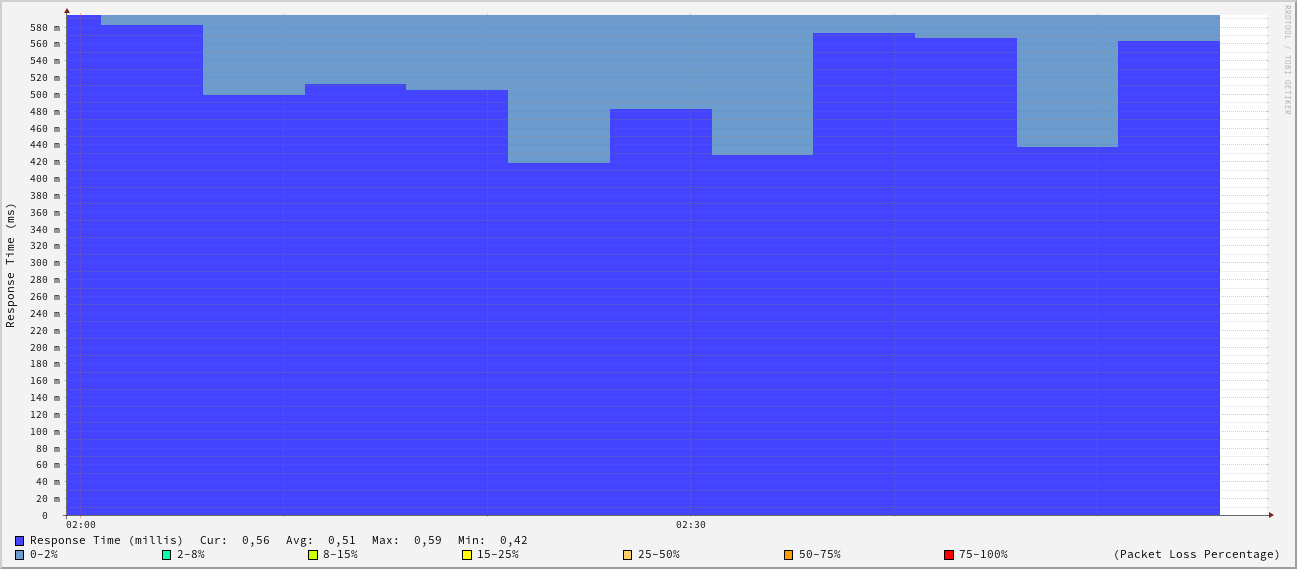 RRDTOOL / TOBI OETIKER
Response Time (ms)
580 m
560 m
540 m
520 m
500 m
480 m
460 m
440 m
420 m
400 m
380 m
360 m
340 m
320 m
300 m
280 m
260 m
240 m
220 m
200 m
180 m
160 m
140 m
120 m
100 m
80 m
60 m
40 m
20 m
0
02:00 02:30
Response Time (millis) Cur: 0,56 Avg: 0,51 Max: 0,59 Min: 0,42
0-2% 2-8% 8-15% 15-25% 25-50% 50-75% 75-100% (Packet Loss Percentage)